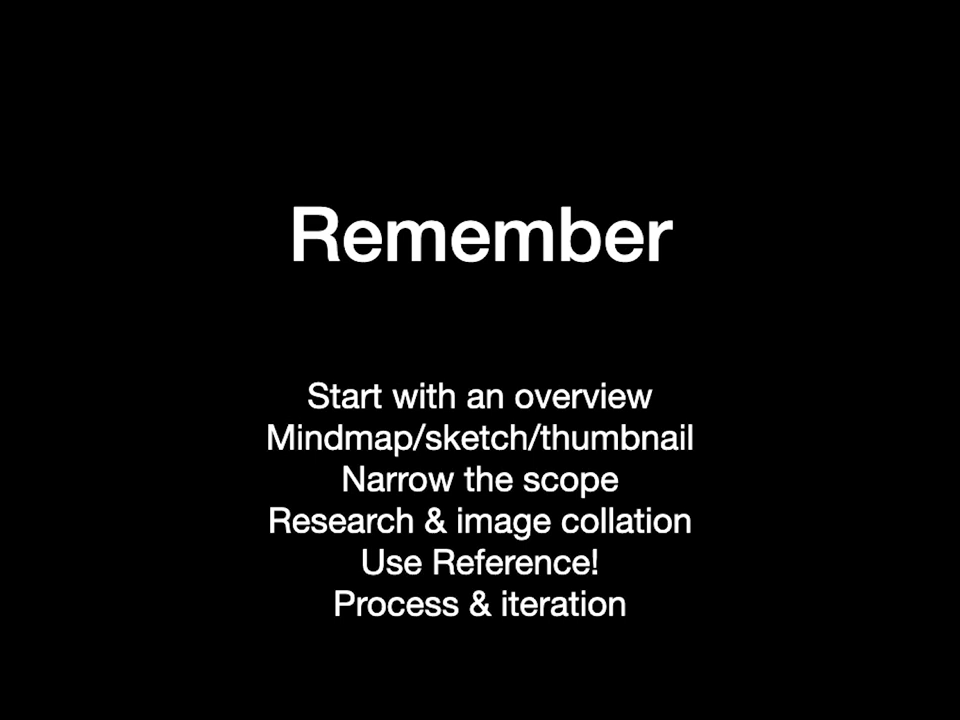 Remember
Start with an overview
Mindmap/sketch/thumbnail
Narrow the scope
Research & image collation
Use Reference!
Process & iteration